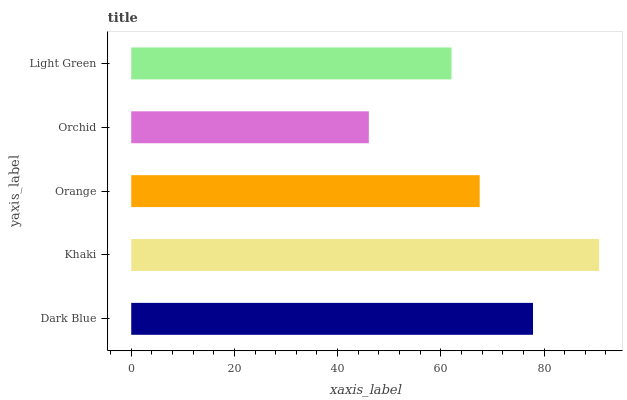 title
Light Green
Orchid
Orange
Khaki
Dark Blue
yaxis_label
0 20 40 60 80
xaxis_label